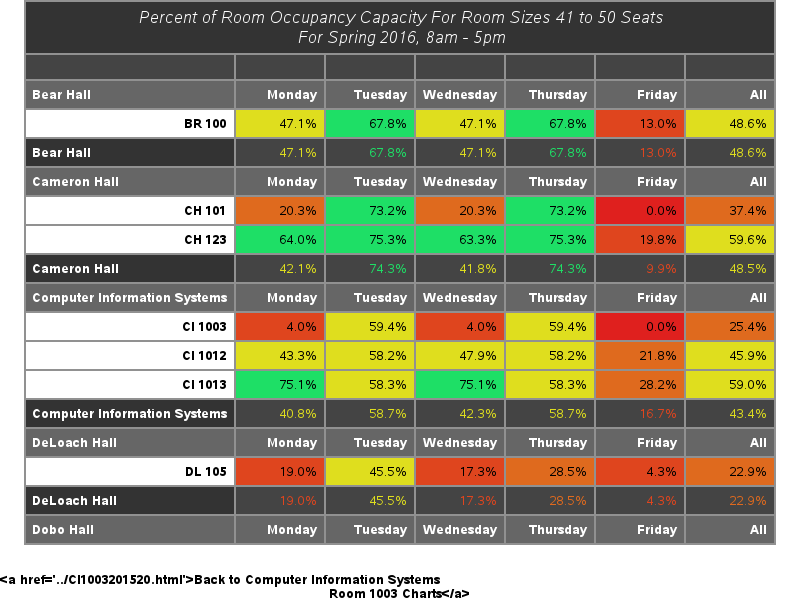 Percent of Room Occupancy Capacity For Room Sizes 41 to 50 Seats
For Spring 2016, 8am - 5pm
Bear Hall Monday Tuesday Wednesday Thursday Friday All
BR 100 47.1% 67.8% 47.1% 67.8% 13.0% 48.6%
Bear Hall 47.1% 67.8% 47.1% 67.8% 13.0% 48.6%
Cameron Hall Monday Tuesday Wednesday Thursday Friday All
CH 101 20.3% 73.2% 20.3% 73.2% 0.0% 37.4%
CH 123 64.0% 75.3% 63.3% 75.3% 19.8% 59.6%
Cameron Hall 42.1% 74.3% 41.8% 74.3% 9.9% 48.5%
Computer Information Systems Monday Tuesday Wednesday Thursday Friday All
CI 1003 4.0% 59.4% 4.0% 59.4% 0.0% 25.4%
CI 1012 43.3% 58.2% 47.9% 58.2% 21.8% 45.9%
CI 1013 75.1% 58.3% 75.1% 58.3% 28.2% 59.0%
Computer Information Systems 40.8% 58.7% 42.3% 58.7% 16.7% 43.4%
DeLoach Hall Monday Tuesday Wednesday Thursday Friday All
DL 105 19.0% 45.5% 17.3% 28.5% 4.3% 22.9%
DeLoach Hall 19.0% 45.5% 17.3% 28.5% 4.3% 22.9%
Dobo Hall Monday Tuesday Wednesday Thursday Friday All
<a href='../CI1003201520.html'>Back to Computer Information Systems
Room 1003 Charts</a>